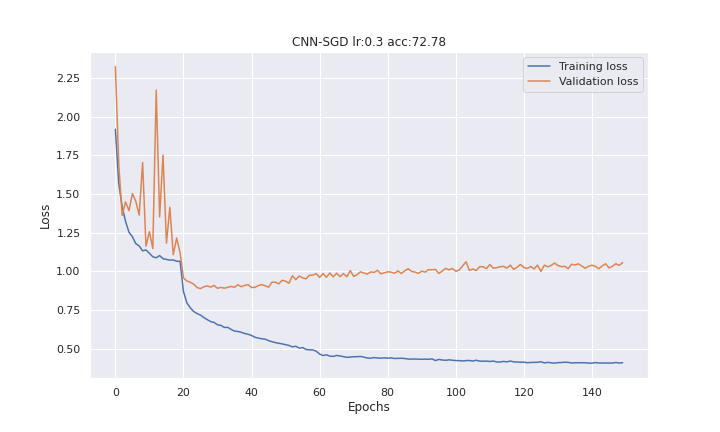 CNN-SGD lr:0.3 acc:72.78
Training loss
Validation loss
2.25
2.00
1.75
1.50
1.25
1.00
0.75
0.50
Loss
0 20 40 60 80 100 120 140
Epochs